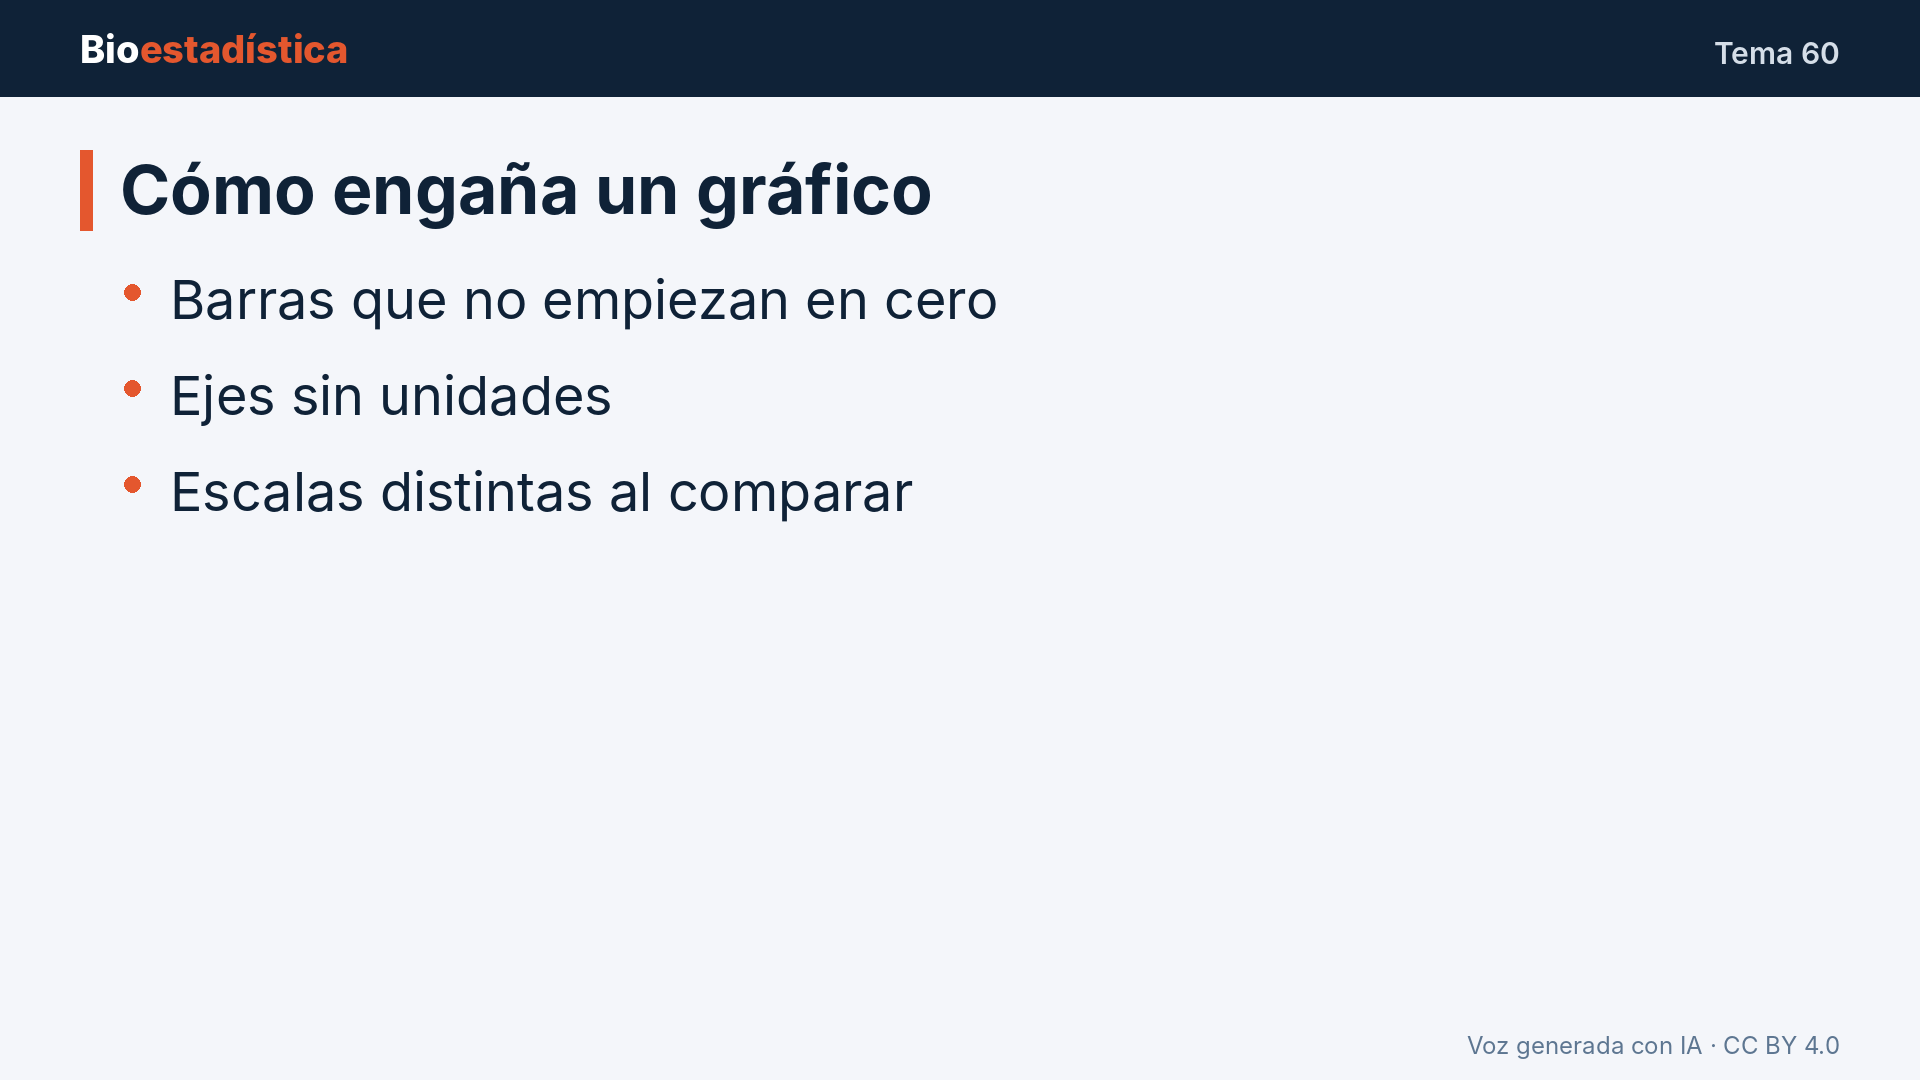 Bioestadística
Tema 60
Cómo engaña un gráfico
Barras que no empiezan en cero
Ejes sin unidades
Escalas distintas al comparar
Voz generada con IA · CC BY 4.0